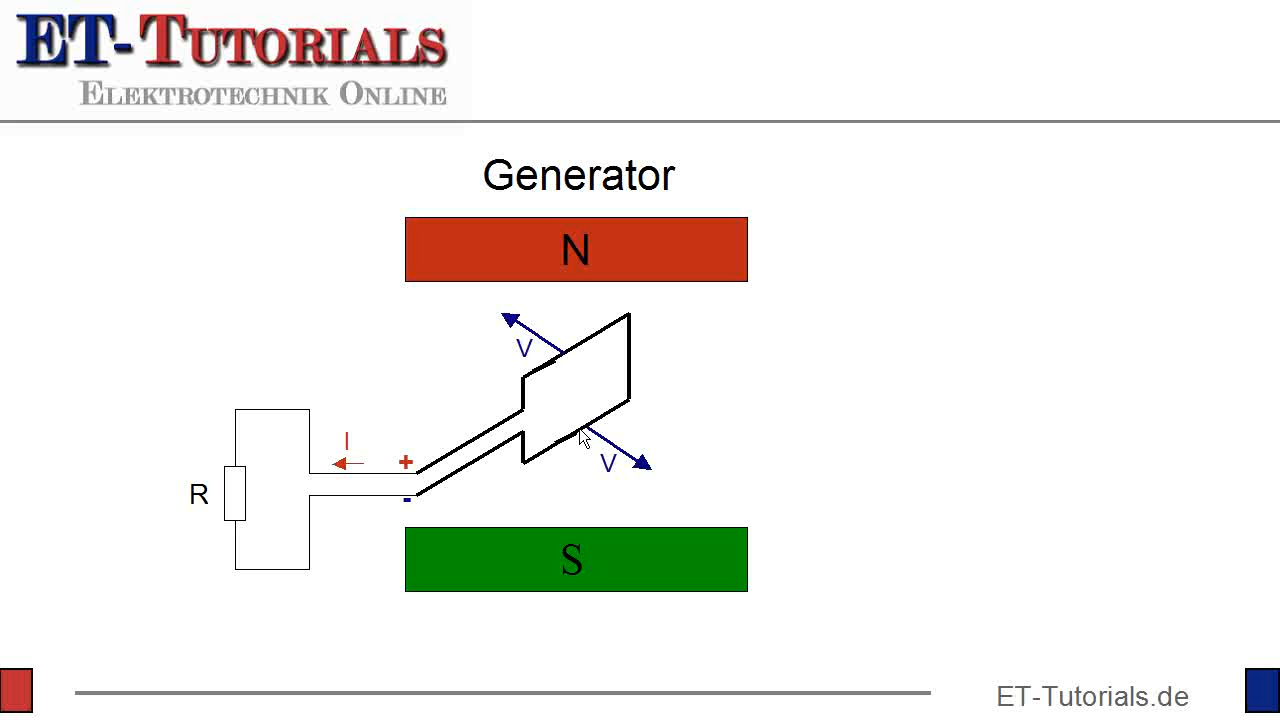 ET-TUTORIALS
ELEKTROTECHNIK ONLINE
Generator
N
V
I
+
R
V
-
S
ET-Tutorials.de